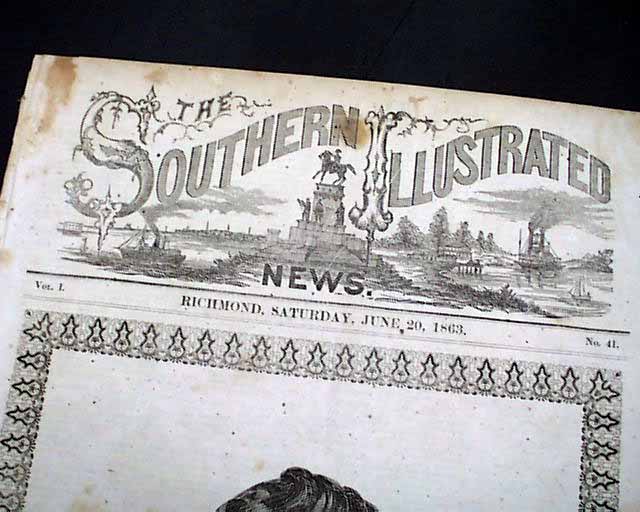 THE
SOUTHERN ILLUSTRATED
NEWS.
Vol. I.
RICHMOND, SATURDAY, JUNE 20, 1863.
No. 41.